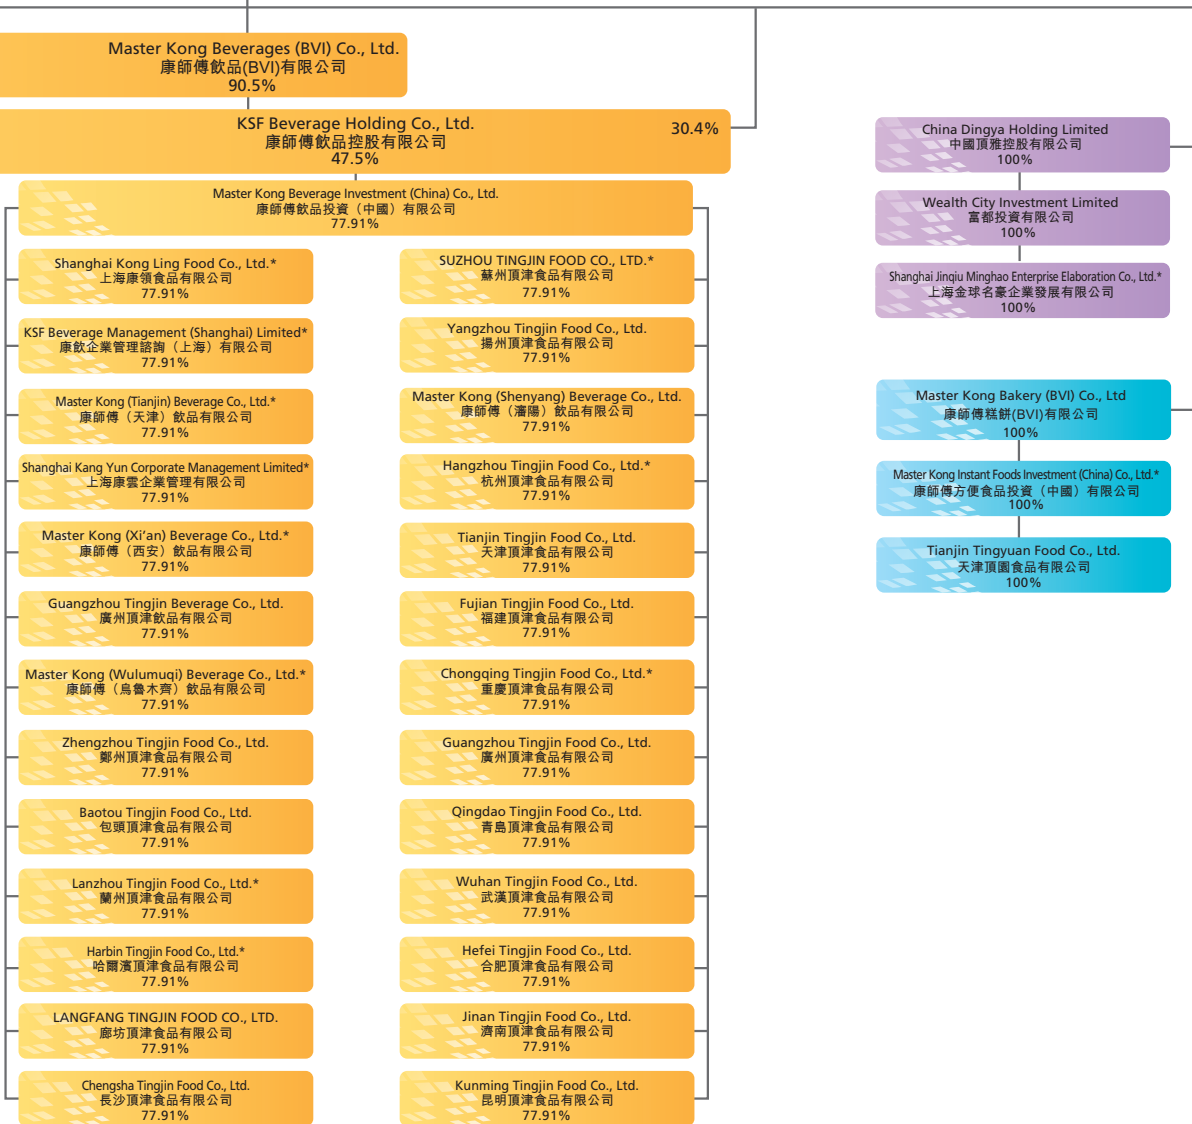 Master Kong Beverages (BVI) Co., Ltd.
康師傅飲品(BVI)有限公司
90.5%
KSF Beverage Holding Co., Ltd.
康師傅飲品控股有限公司
47.5%
30.4%
Master Kong Beverage Investment (China) Co., Ltd.
康師傅飲品投資（中國）有限公司
77.91%
Shanghai Kong Ling Food Co., Ltd.*
上海康領食品有限公司
77.91%
KSF Beverage Management (Shanghai) Limited*
康飲企業管理諮詢（上海）有限公司
77.91%
Master Kong (Tianjin) Beverage Co., Ltd.*
康師傅（天津）飲品有限公司
77.91%
Shanghai Kang Yun Corporate Management Limited*
上海康雲企業管理有限公司
77.91%
Master Kong (Xi’an) Beverage Co., Ltd.*
康師傅（西安）飲品有限公司
77.91%
Guangzhou Tingjin Beverage Co., Ltd.
廣州頂津飲品有限公司
77.91%
Master Kong (Wulumuqi) Beverage Co., Ltd.*
康師傅（烏魯木齊）飲品有限公司
77.91%
Zhengzhou Tingjin Food Co., Ltd.
鄭州頂津食品有限公司
77.91%
Baotou Tingjin Food Co., Ltd.
包頭頂津食品有限公司
77.91%
Lanzhou Tingjin Food Co., Ltd.*
蘭州頂津食品有限公司
77.91%
Harbin Tingjin Food Co., Ltd.*
哈爾濱頂津食品有限公司
77.91%
LANGFANG TINGJIN FOOD CO., LTD.
廊坊頂津食品有限公司
77.91%
Chengsha Tingjin Food Co., Ltd.
長沙頂津食品有限公司
77.91%
SUZHOU TINGJIN FOOD CO., LTD.*
蘇州頂津食品有限公司
77.91%
Yangzhou Tingjin Food Co., Ltd.
揚州頂津食品有限公司
77.91%
Master Kong (Shenyang) Beverage Co., Ltd.
康師傅（瀋陽）飲品有限公司
77.91%
Hangzhou Tingjin Food Co., Ltd.*
杭州頂津食品有限公司
77.91%
Tianjin Tingjin Food Co., Ltd.
天津頂津食品有限公司
77.91%
Fujian Tingjin Food Co., Ltd.
福建頂津食品有限公司
77.91%
Chongqing Tingjin Food Co., Ltd.*
重慶頂津食品有限公司
77.91%
Guangzhou Tingjin Food Co., Ltd.
廣州頂津食品有限公司
77.91%
Qingdao Tingjin Food Co., Ltd.
青島頂津食品有限公司
77.91%
Wuhan Tingjin Food Co., Ltd.
武漢頂津食品有限公司
77.91%
Hefei Tingjin Food Co., Ltd.
合肥頂津食品有限公司
77.91%
Jinan Tingjin Food Co., Ltd.
濟南頂津食品有限公司
77.91%
Kunming Tingjin Food Co., Ltd.
昆明頂津食品有限公司
77.91%
China Dingya Holding Limited
中國頂雅控股有限公司
100%
Wealth City Investment Limited
富都投資有限公司
100%
Shanghai Jinqiu Minghao Enterprise Elaboration Co., Ltd.*
上海金球名豪企業發展有限公司
100%
Master Kong Bakery (BVI) Co., Ltd
康師傅糕餅(BVI)有限公司
100%
Master Kong Instant Foods Investment (China) Co., Ltd.*
康師傅方便食品投資（中國）有限公司
100%
Tianjin Tingyuan Food Co., Ltd.
天津頂園食品有限公司
100%